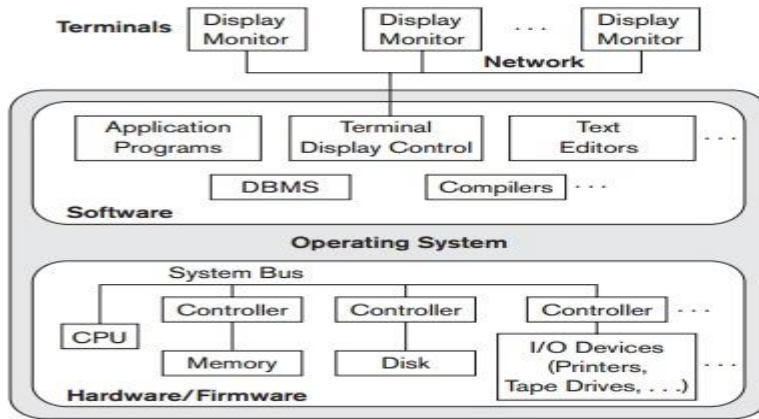 Terminals
Display
Monitor
Display
Monitor
. . .
Display
Monitor
Network
Application
Programs
Terminal
Display Control
Text
Editors
. . .
DBMS
Compilers
. . .
Software
Operating System
System Bus
Controller
Controller
Controller
. . .
CPU
Memory
Disk
I/O Devices
(Printers,
Tape Drives, . . .)
. . .
Hardware/Firmware